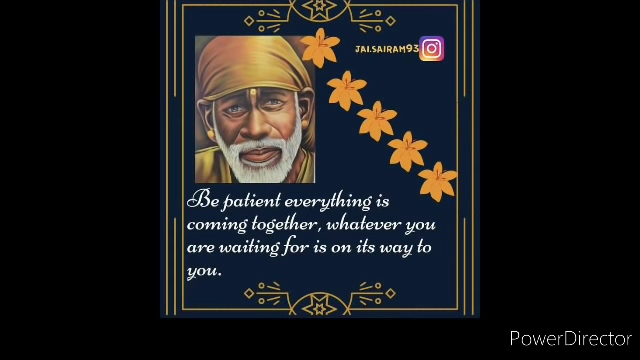 JAI.SAIRAM93
Be patient everything is
coming together, whatever you
are waiting for is on its way to
you.
PowerDirector